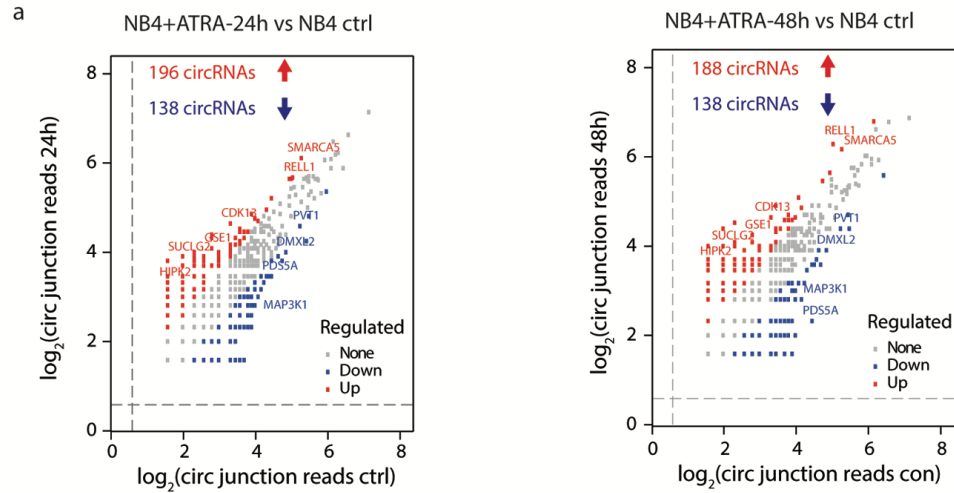 a
NB4+ATRA-24h vs NB4 ctrl
196 circRNAs
138 circRNAs
SMARCA5
RELL1
CDK13
PVT1
GSE1
SUCLG2
DMXL2
HIPK2
PDS5A
MAP3K1
Regulated
None
Down
Up
8
6
4
2
0
0 2 4 6 8
log2(circ junction reads 24h)
log2(circ junction reads ctrl)
NB4+ATRA-48h vs NB4 ctrl
188 circRNAs
138 circRNAs
RELL1
SMARCA5
CDK13
PVT1
GSE1
SUCLG2
DMXL2
HIPK2
MAP3K1
PDS5A
Regulated
None
Down
Up
8
6
4
2
0
0 2 4 6 8
log2(circ junction reads 48h)
log2(circ junction reads con)